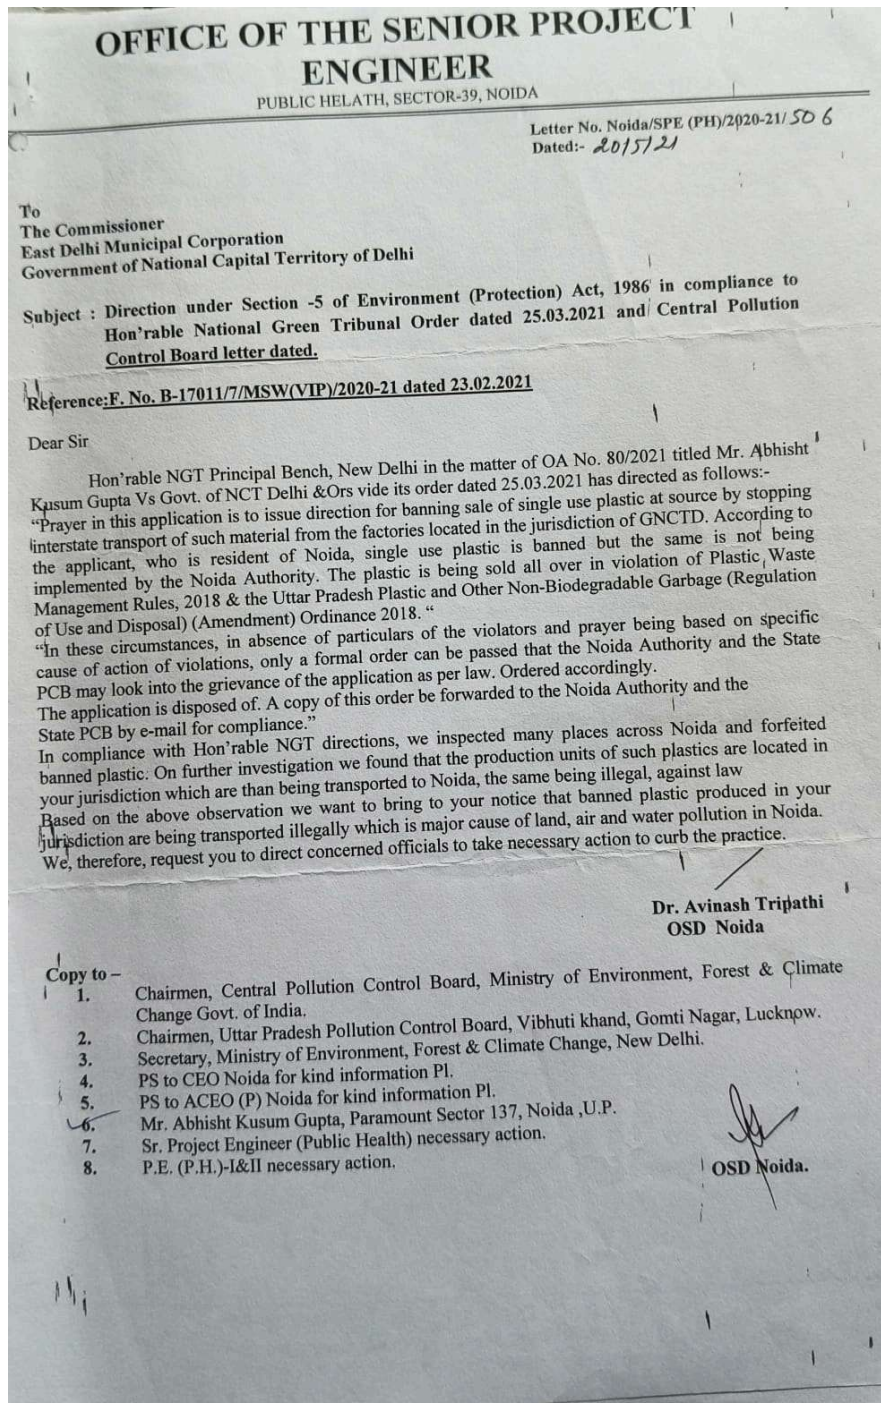 OFFICE OF THE SENIOR PROJECT
ENGINEER
PUBLIC HELATH, SECTOR-39, NOIDA
Letter No. Noida/SPE (PH)/2020-21/506
Dated:- 20/5/21
To
The Commissioner
East Delhi Municipal Corporation
Government of National Capital Territory of Delhi
Subject : Direction under Section -5 of Environment (Protection) Act, 1986 in compliance to
Hon'rable National Green Tribunal Order dated 25.03.2021 and Central Pollution
Control Board letter dated.
Reference:F. No. B-17011/7/MSW(VIP)/2020-21 dated 23.02.2021
Dear Sir
Hon'rable NGT Principal Bench, New Delhi in the matter of OA No. 80/2021 titled Mr. Abhisht
Kusum Gupta Vs Govt. of NCT Delhi &Ors vide its order dated 25.03.2021 has directed as follows:-
“Prayer in this application is to issue direction for banning sale of single use plastic at source by stopping
interstate transport of such material from the factories located in the jurisdiction of GNCTD. According to
the applicant, who is resident of Noida, single use plastic is banned but the same is not being
implemented by the Noida Authority. The plastic is being sold all over in violation of Plastic Waste
Management Rules, 2018 & the Uttar Pradesh Plastic and Other Non-Biodegradable Garbage (Regulation
of Use and Disposal) (Amendment) Ordinance 2018. “
“In these circumstances, in absence of particulars of the violators and prayer being based on specific
cause of action of violations, only a formal order can be passed that the Noida Authority and the State
PCB may look into the grievance of the application as per law. Ordered accordingly.
The application is disposed of. A copy of this order be forwarded to the Noida Authority and the
State PCB by e-mail for compliance.”
In compliance with Hon'rable NGT directions, we inspected many places across Noida and forfeited
banned plastic. On further investigation we found that the production units of such plastics are located in
your jurisdiction which are than being transported to Noida, the same being illegal, against law
Based on the above observation we want to bring to your notice that banned plastic produced in your
jurisdiction are being transported illegally which is major cause of land, air and water pollution in Noida.
We, therefore, request you to direct concerned officials to take necessary action to curb the practice.
Dr. Avinash Tripathi
OSD Noida
Copy to –
1. Chairmen, Central Pollution Control Board, Ministry of Environment, Forest & Climate
Change Govt. of India.
2. Chairmen, Uttar Pradesh Pollution Control Board, Vibhuti khand, Gomti Nagar, Lucknow.
3. Secretary, Ministry of Environment, Forest & Climate Change, New Delhi.
4. PS to CEO Noida for kind information Pl.
5. PS to ACEO (P) Noida for kind information Pl.
6. Mr. Abhisht Kusum Gupta, Paramount Sector 137, Noida ,U.P.
7. Sr. Project Engineer (Public Health) necessary action.
8. P.E. (P.H.)-I&II necessary action.
OSD Noida.